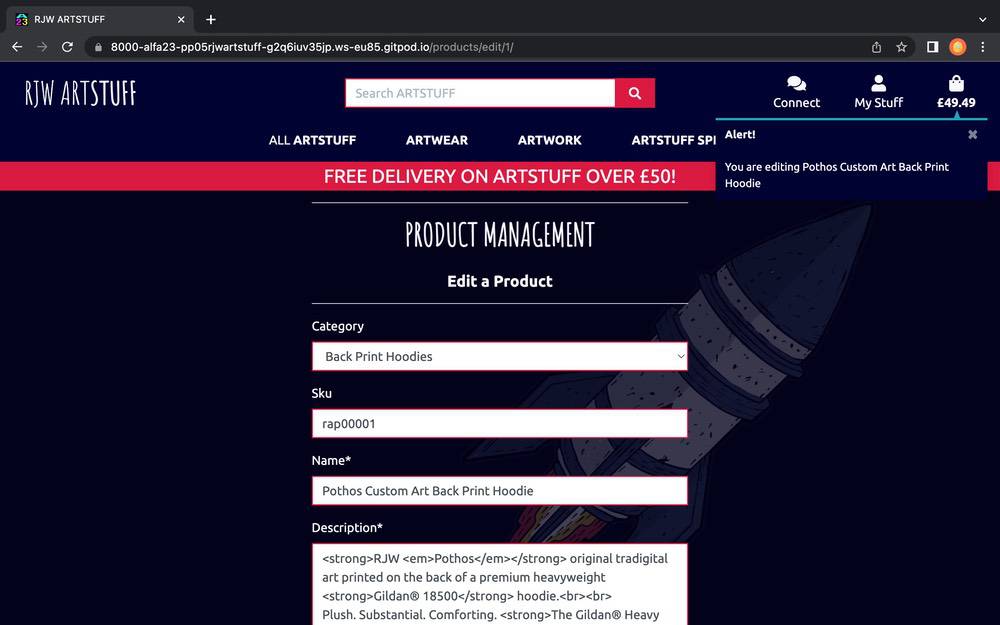 RJW ARTSTUFF
8000-alfa23-pp05rjwartstuff-g2q6iuv35jp.ws-eu85.gitpod.io/products/edit/1/
RJW ARTSTUFF
Search ARTSTUFF
Connect
My Stuff
£49.49
ALL ARTSTUFF
ARTWEAR
ARTWORK
ARTSTUFF SPE
Alert!
You are editing Pothos Custom Art Back Print
Hoodie
FREE DELIVERY ON ARTSTUFF OVER £50!
PRODUCT MANAGEMENT
Edit a Product
Category
Back Print Hoodies
Sku
rap00001
Name*
Pothos Custom Art Back Print Hoodie
Description*
<strong>RJW <em>Pothos</em></strong> original tradigital
art printed on the back of a premium heavyweight
<strong>Gildan® 18500</strong> hoodie.<br><br>
Plush. Substantial. Comforting. <strong>The Gildan® Heavy